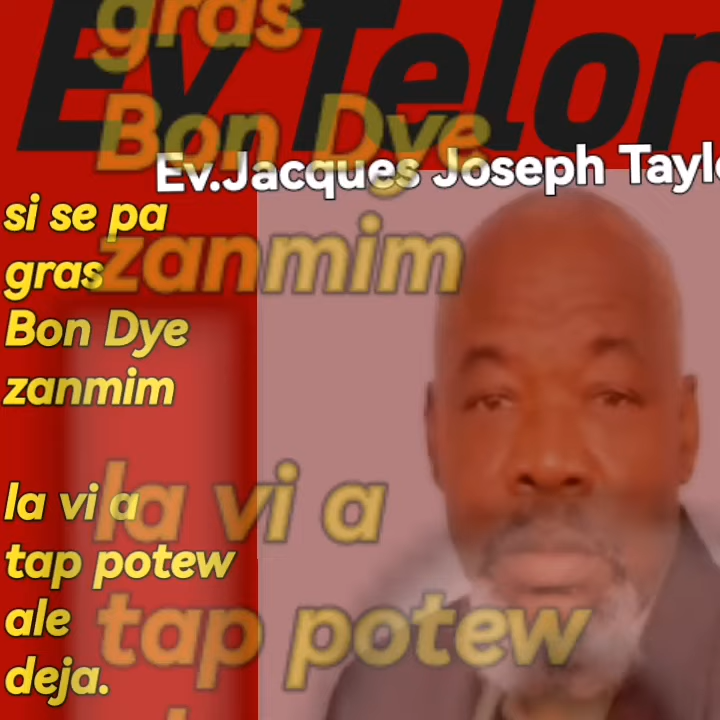 gras
Ev Telor
Bon Dye
Ev.Jacques Joseph Tayl
si se pa
gras
Bon Dye
zanmim
zanmim
la vi a
tap potew
ale
deja.
la vi a
tap potew